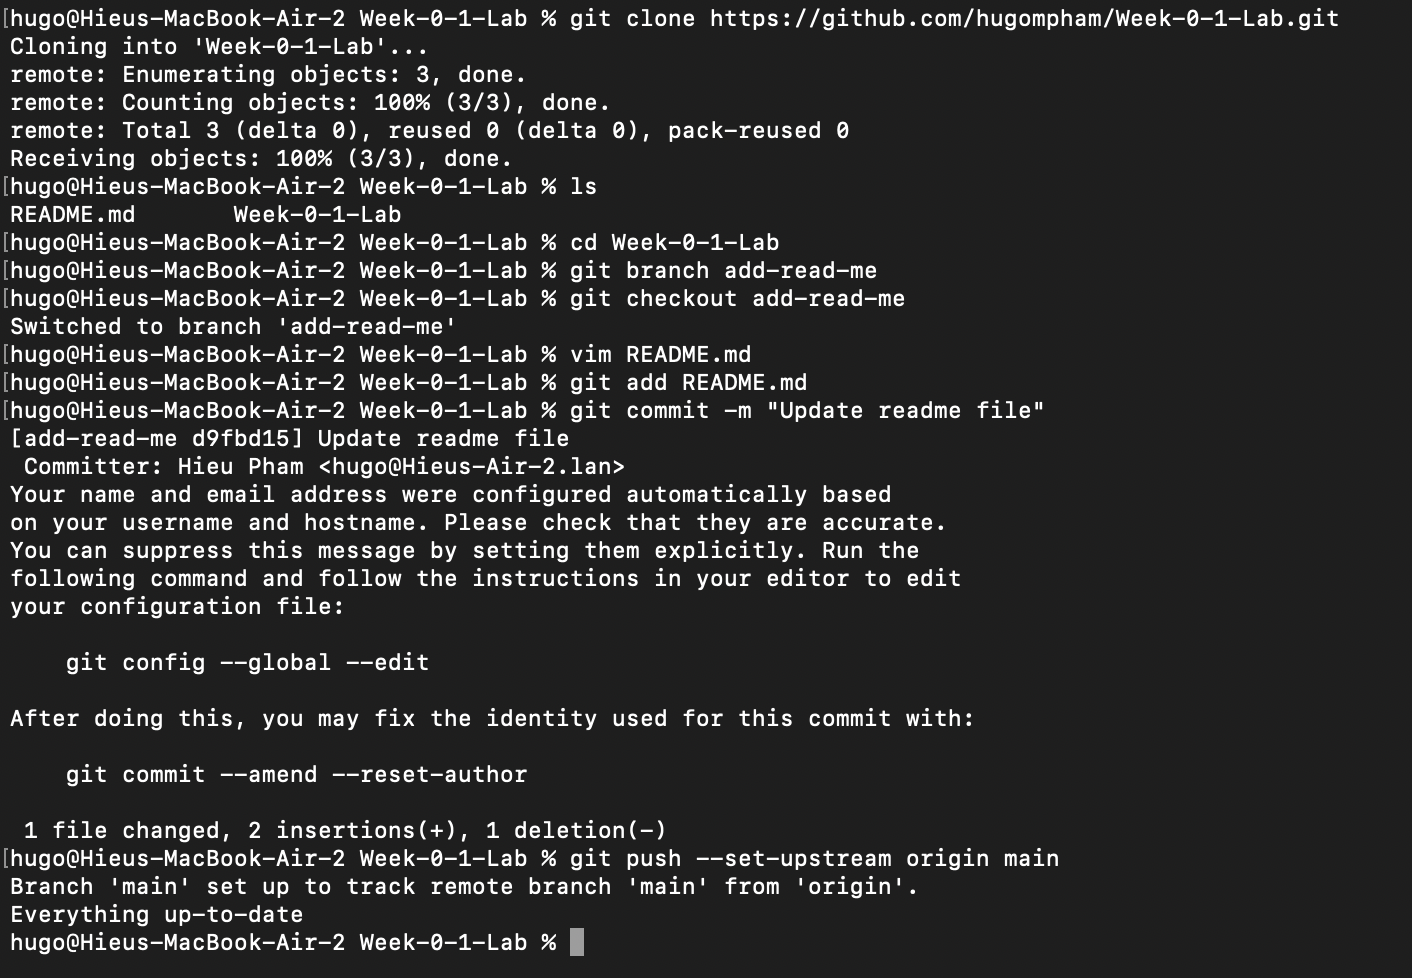 [hugo@Hieus-MacBook-Air-2 Week-0-1-Lab % git clone https://github.com/hugompham/Week-0-1-Lab.git
Cloning into 'Week-0-1-Lab'...
remote: Enumerating objects: 3, done.
remote: Counting objects: 100% (3/3), done.
remote: Total 3 (delta 0), reused 0 (delta 0), pack-reused 0
Receiving objects: 100% (3/3), done.
[hugo@Hieus-MacBook-Air-2 Week-0-1-Lab % ls
README.md       Week-0-1-Lab
[hugo@Hieus-MacBook-Air-2 Week-0-1-Lab % cd Week-0-1-Lab
[hugo@Hieus-MacBook-Air-2 Week-0-1-Lab % git branch add-read-me
[hugo@Hieus-MacBook-Air-2 Week-0-1-Lab % git checkout add-read-me
Switched to branch 'add-read-me'
[hugo@Hieus-MacBook-Air-2 Week-0-1-Lab % vim README.md
[hugo@Hieus-MacBook-Air-2 Week-0-1-Lab % git add README.md
[hugo@Hieus-MacBook-Air-2 Week-0-1-Lab % git commit -m "Update readme file"
[add-read-me d9fbd15] Update readme file
 Committer: Hieu Pham <hugo@Hieus-Air-2.lan>
Your name and email address were configured automatically based
on your username and hostname. Please check that they are accurate.
You can suppress this message by setting them explicitly. Run the
following command and follow the instructions in your editor to edit
your configuration file:
    git config --global --edit
After doing this, you may fix the identity used for this commit with:
    git commit --amend --reset-author
 1 file changed, 2 insertions(+), 1 deletion(-)
[hugo@Hieus-MacBook-Air-2 Week-0-1-Lab % git push --set-upstream origin main
Branch 'main' set up to track remote branch 'main' from 'origin'.
Everything up-to-date
hugo@Hieus-MacBook-Air-2 Week-0-1-Lab %